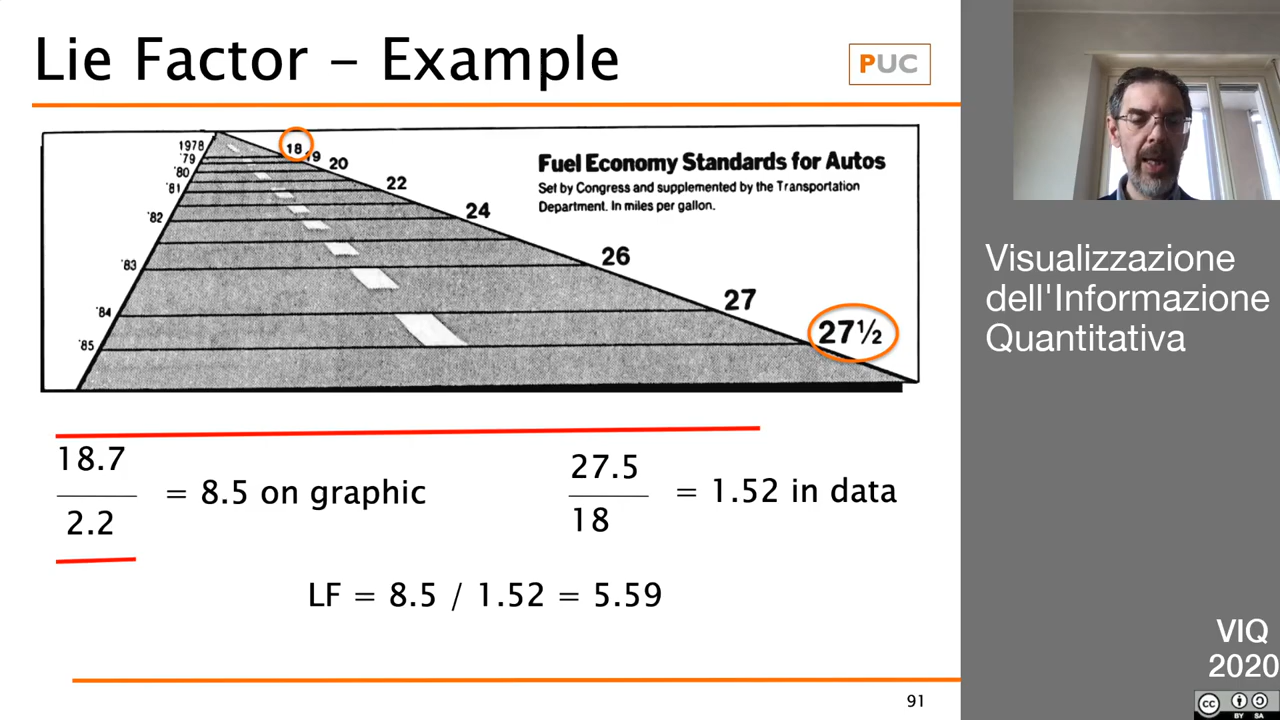 Lie Factor – Example
PUC
1978
'79
'80
'81
'82
'83
'84
'85
18
19
20
22
24
26
27
27½
Fuel Economy Standards for Autos
Set by Congress and supplemented by the Transportation
Department. In miles per gallon.
18.7
2.2
= 8.5 on graphic
27.5
18
= 1.52 in data
LF = 8.5 / 1.52 = 5.59
91
Visualizzazione
dell'Informazione
Quantitativa
VIQ
2020
cc
BY SA